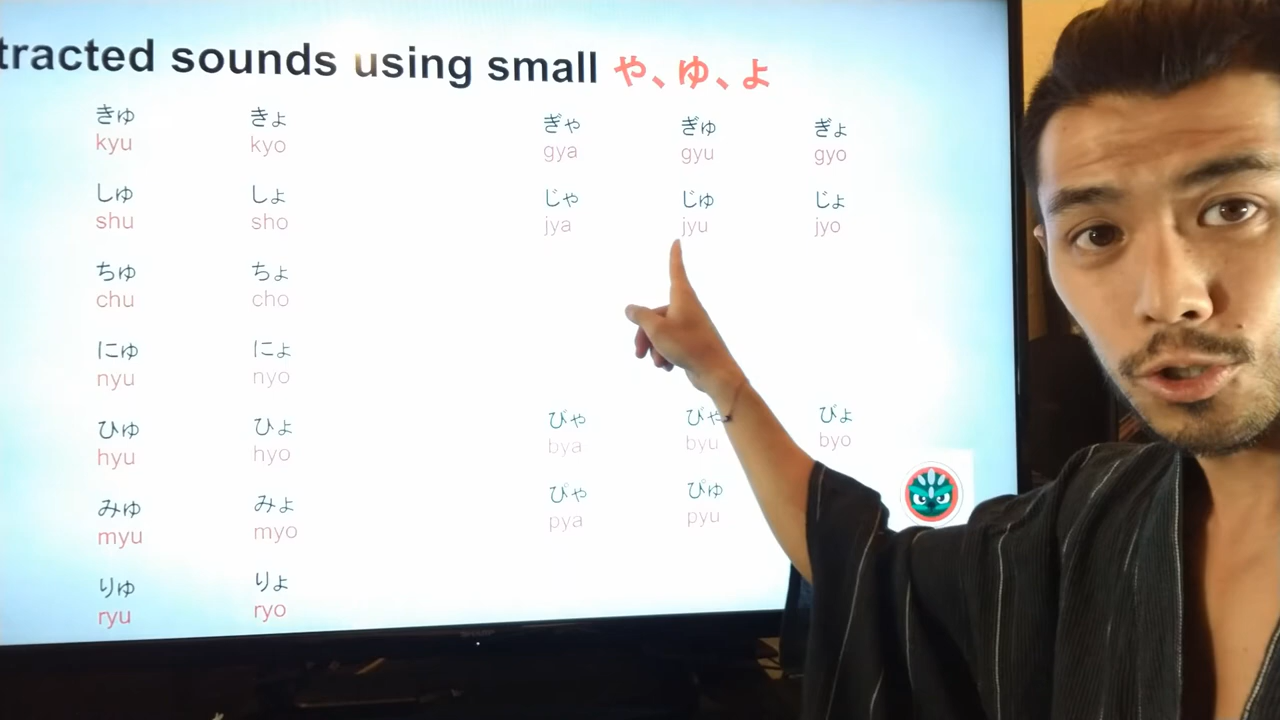 tracted sounds using small や、ゆ、よ
きゅ きょ ぎゃ ぎゅ ぎょ
kyu kyo gya gyu gyo
しゅ しょ じゃ じゅ じょ
shu sho jya jyu jyo
ちゅ ちょ
chu cho
にゅ にょ
nyu nyo
ひゅ ひょ びゃ びゃ びょ
hyu hyo bya byu byo
みゅ みょ ぴゃ ぴゅ
myu myo pya pyu
りゅ りょ
ryu ryo